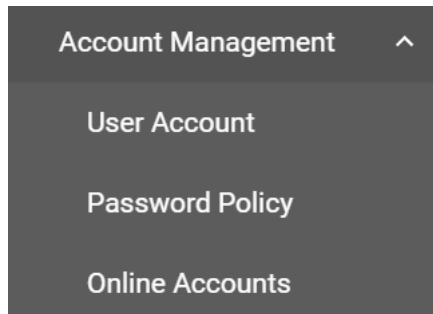 Account Management
User Account
Password Policy
Online Accounts